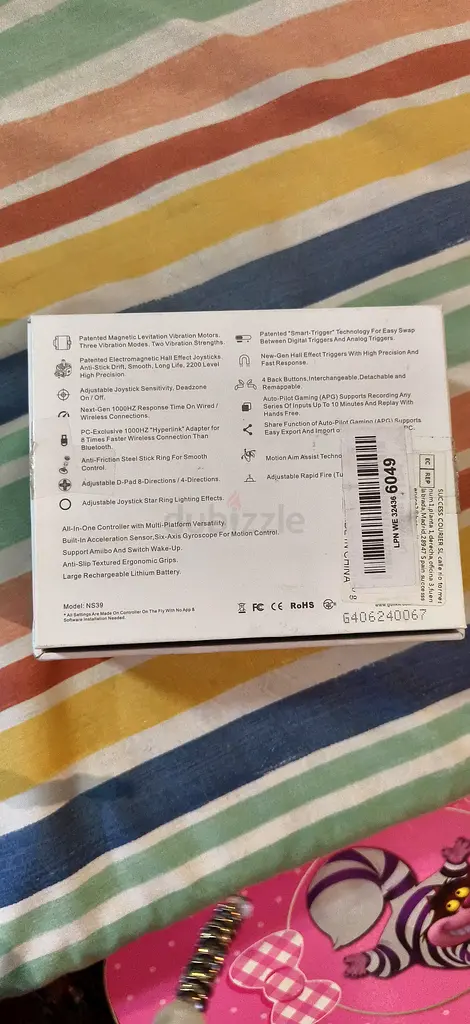 Patented Magnetic Levitation Vibration Motors.
Three Vibration Modes. Two Vibration Strengths.
Patented Electromagnetic Hall Effect Joysticks
Anti-Stick Drift, Smooth, Long Life, 2200 Level
High Precision.
Adjustable Joystick Sensitivity, Deadzone
On / Off.
Next-Gen 1000HZ Response Time On Wired /
Wireless Connections.
PC-Exclusive 1000HZ "Hyperlink" Adapter for
8 Times Faster Wireless Connection Than
Bluetooth.
Anti-Friction Steel Stick Ring For Smooth
Control.
Adjustable D-Pad 8-Directions / 4-Directions.
Adjustable Joystick Star Ring Lighting Effects.
Patented "Smart-Trigger" Technology For Easy Swap
Between Digital Triggers And Analog Triggers.
New-Gen Hall Effect Triggers With High Precision And
Fast Response.
4 Back Buttons, Interchangeable, Detachable and
Remappable.
Auto-Pilot Gaming (APG) Supports Recording Any
Series Of Inputs Up To 10 Minutes And Replay With
Hands Free.
Share Function of Auto-Pilot Gaming (APG) Supports
Easy Export And Import PC.
Motion Aim Assist Techno
Adjustable Rapid Fire (Tu
All-In-One Controller with Multi-Platform Versatility.
Built-In Acceleration Sensor, Six-Axis Gyroscope For Motion Control.
Support Amiibo And Switch Wake-Up.
Anti-Slip Textured Ergonomic Grips.
Large Rechargeable Lithium Battery.
Model: NS39
* All Settings Are Made On Controller On The Fly With No App &
Software Installation Needed.
FC CE RoHS
LPN WE 32436 6049
IN CHINA
EC REP
SUCCESS COURIER SL
G406240067
dubizzle